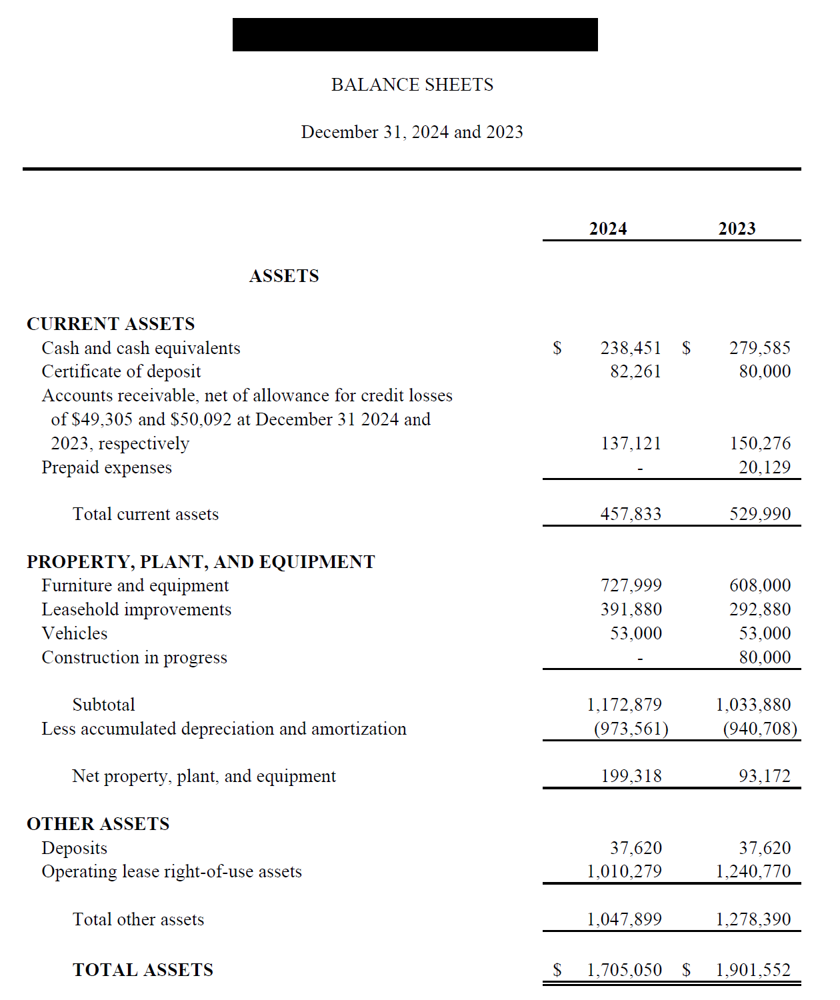 BALANCE SHEETS
December 31, 2024 and 2023
2024 2023
ASSETS
CURRENT ASSETS
Cash and cash equivalents $ 238,451 $ 279,585
Certificate of deposit 82,261 80,000
Accounts receivable, net of allowance for credit losses
of $49,305 and $50,092 at December 31 2024 and
2023, respectively 137,121 150,276
Prepaid expenses - 20,129
Total current assets 457,833 529,990
PROPERTY, PLANT, AND EQUIPMENT
Furniture and equipment 727,999 608,000
Leasehold improvements 391,880 292,880
Vehicles 53,000 53,000
Construction in progress - 80,000
Subtotal 1,172,879 1,033,880
Less accumulated depreciation and amortization (973,561) (940,708)
Net property, plant, and equipment 199,318 93,172
OTHER ASSETS
Deposits 37,620 37,620
Operating lease right-of-use assets 1,010,279 1,240,770
Total other assets 1,047,899 1,278,390
TOTAL ASSETS $ 1,705,050 $ 1,901,552